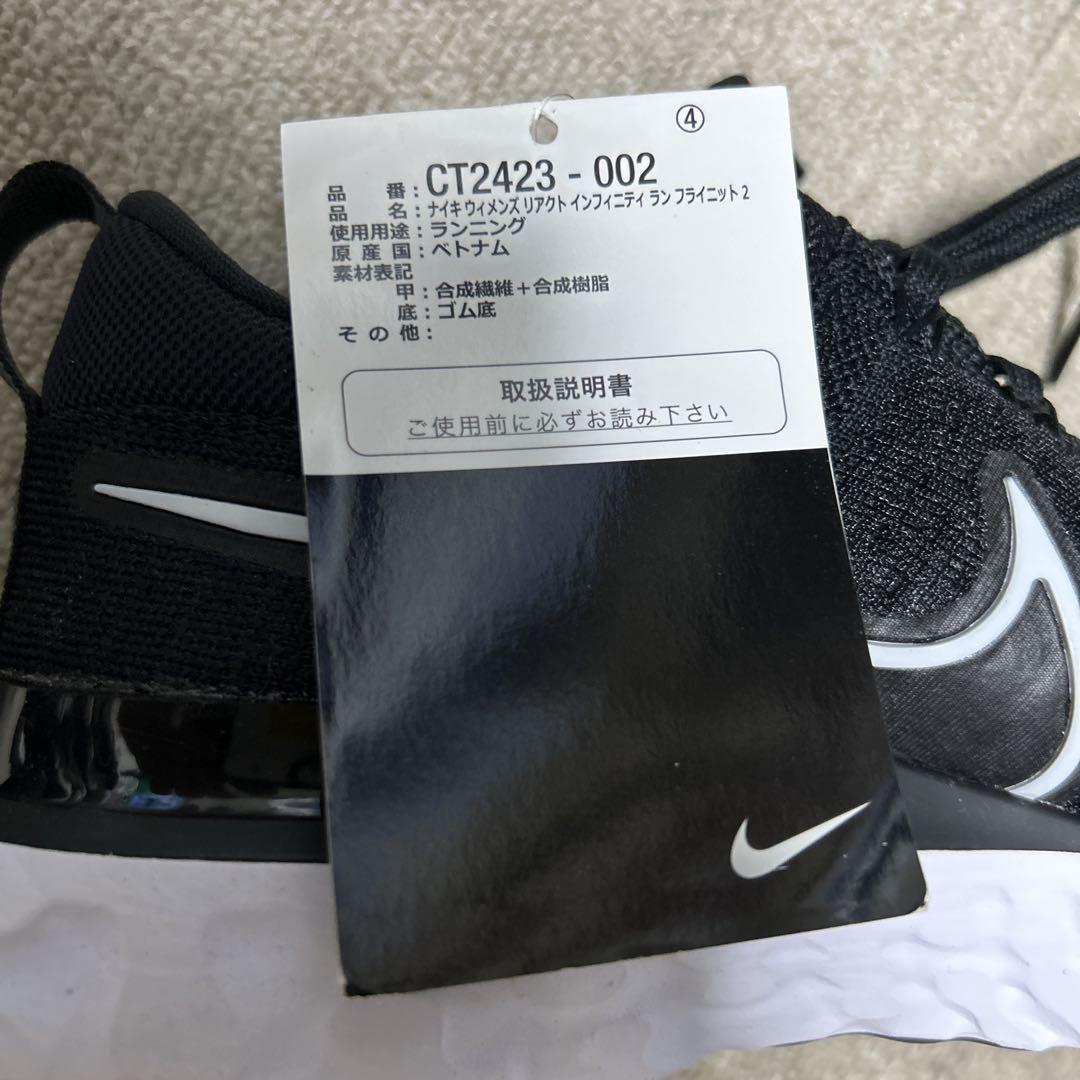 ④
品番：CT2423 - 002
品名：ナイキ ウィメンズ リアクト インフィニティ ラン フライニット 2
使用用途：ランニング
原産国：ベトナム
素材表記
甲：合成繊維＋合成樹脂
底：ゴム底
その他：
取扱説明書
ご使用前に必ずお読み下さい